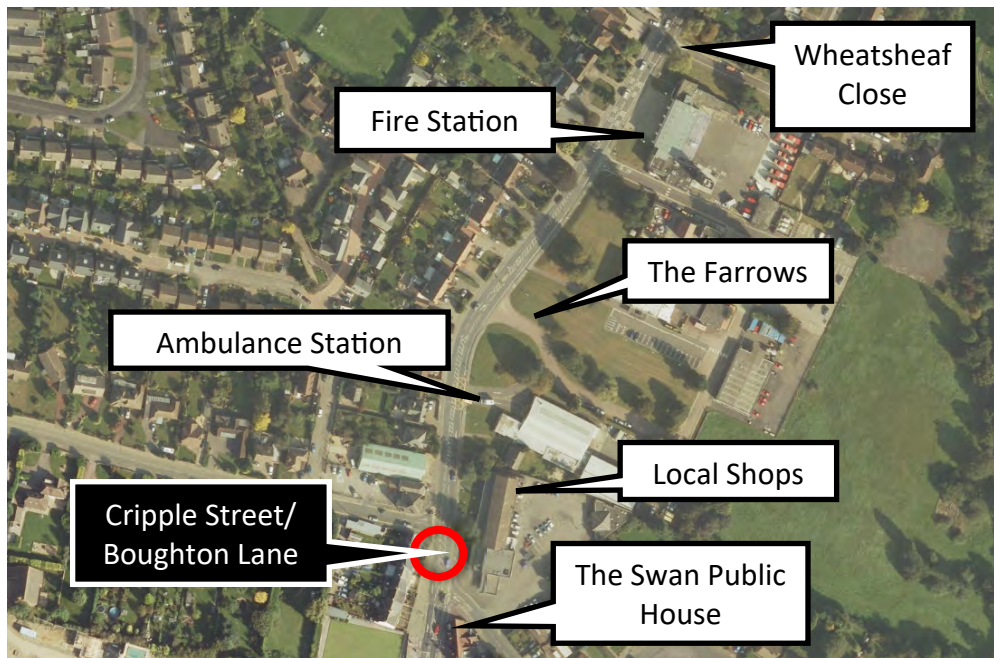 Wheatsheaf
Close
Fire Station
The Farrows
Ambulance Station
Local Shops
Cripple Street/
Boughton Lane
The Swan Public
House